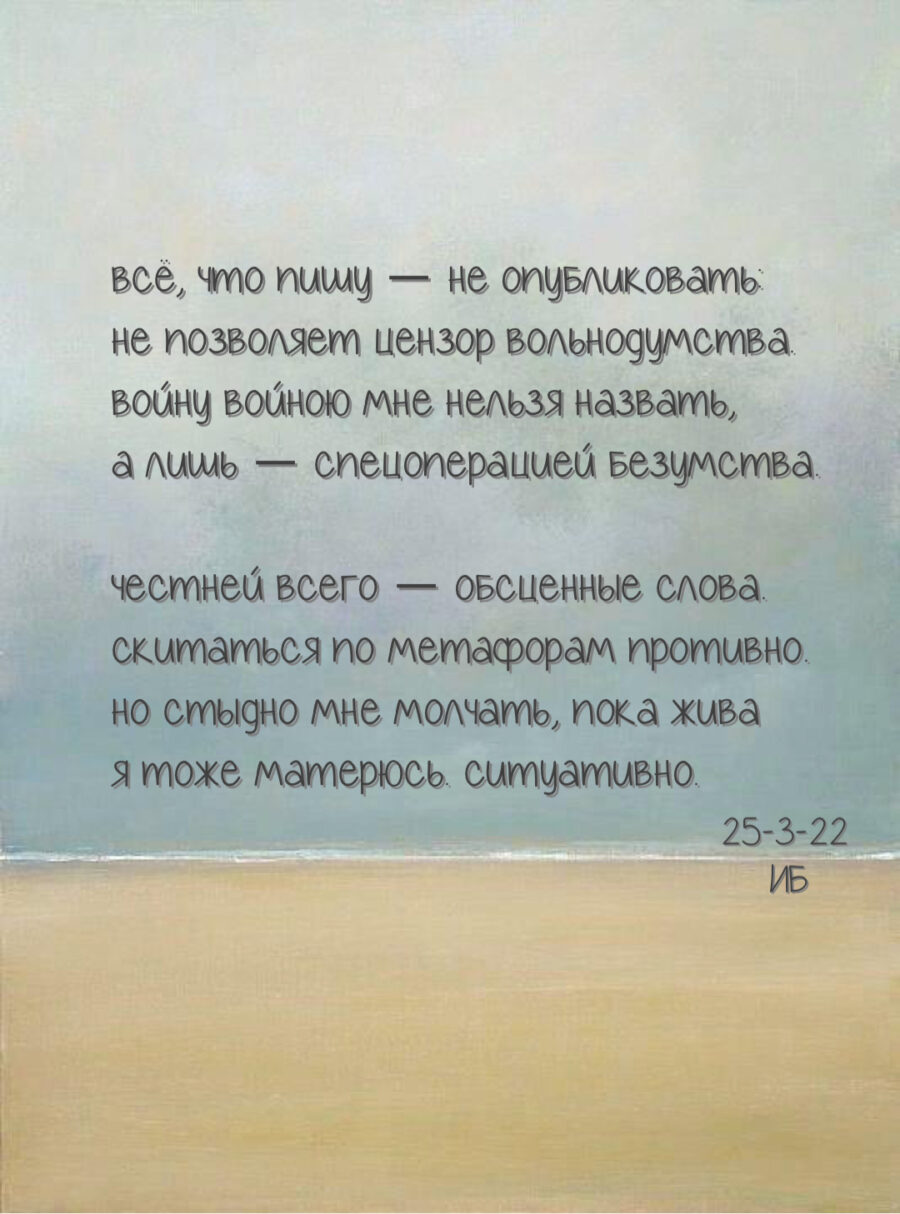 всё, что пишу — не опубликовать:
не позволяет цензор вольнодумства.
войну войною мне нельзя назвать,
а лишь — спецоперацией безумства.
честней всего — обсценные слова.
скитаться по метафорам противно.
но стыдно мне молчать, пока жива
я тоже матерюсь. ситуативно.
25-3-22
ИБ